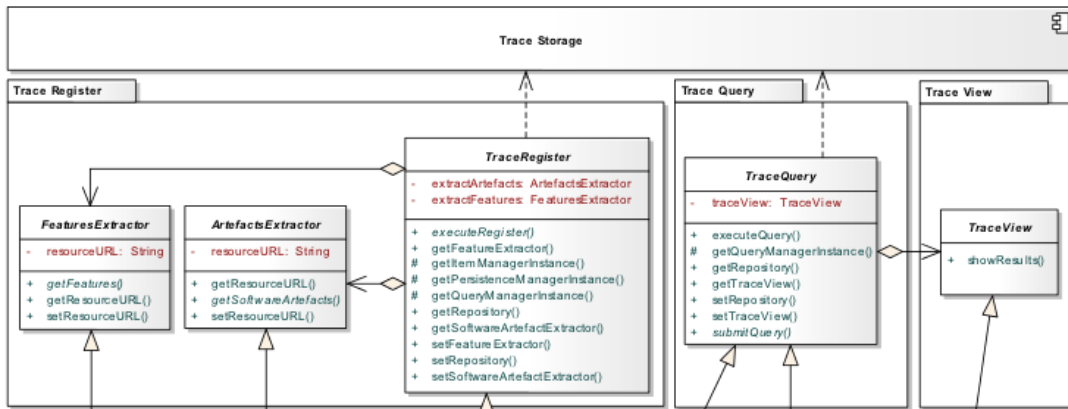 Trace Storage
Trace Register
TraceRegister
- extractArtefacts: ArtefactsExtractor
- extractFeatures: FeaturesExtractor
+ executeRegister()
+ getFeatureExtractor()
# getItemManagerInstance()
# getPersistenceManagerInstance()
# getQueryManagerInstance()
+ getRepository()
+ getSoftwareArtefactExtractor()
+ setFeatureExtractor()
+ setRepository()
+ setSoftwareArtefactExtractor()
FeaturesExtractor
- resourceURL: String
+ getFeatures()
+ getResourceURL()
+ setResourceURL()
ArtefactsExtractor
- resourceURL: String
+ getResourceURL()
+ getSoftwareArtefacts()
+ setResourceURL()
Trace Query
TraceQuery
- traceView: TraceView
+ executeQuery()
# getQueryManagerInstance()
+ getRepository()
+ getTraceView()
+ setRepository()
+ setTraceView()
+ submitQuery()
Trace View
TraceView
+ showResults()